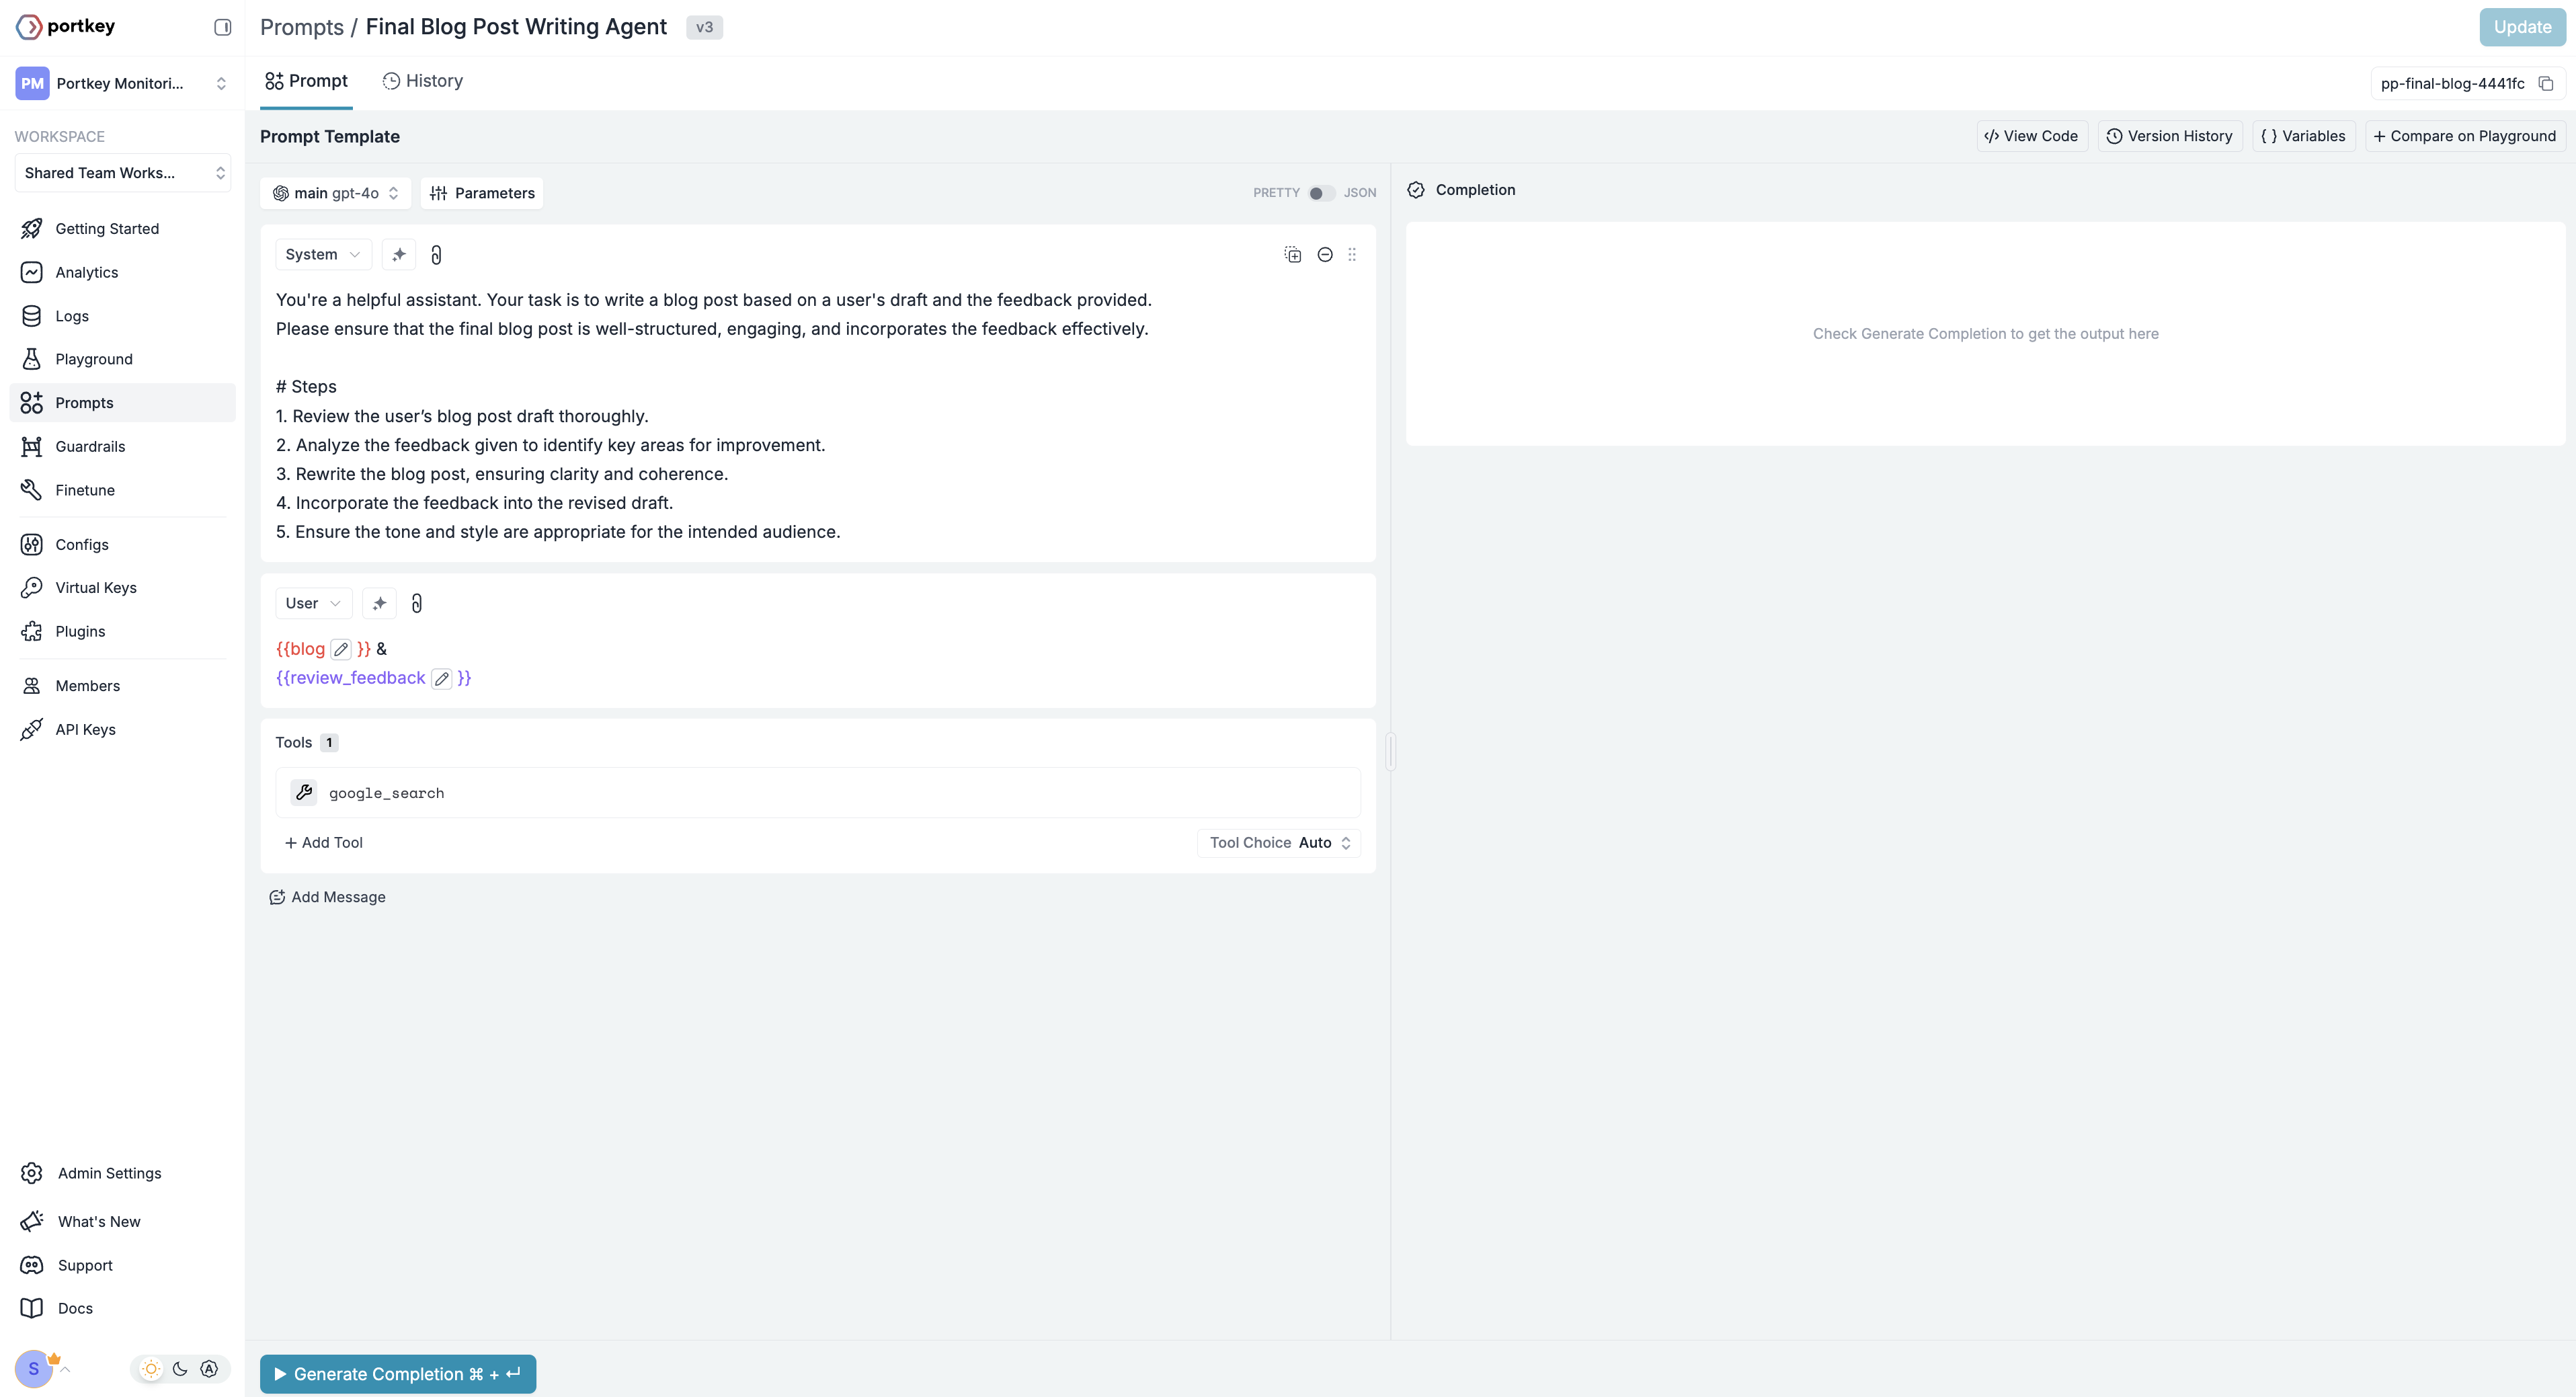 portkey
Prompts / Final Blog Post Writing Agent v3
Update
PM Portkey Monitori...
Prompt
History
pp-final-blog-4441fc
WORKSPACE
Shared Team Works...
Getting Started
Analytics
Logs
Playground
Prompts
Guardrails
Finetune
Configs
Virtual Keys
Plugins
Members
API Keys
Admin Settings
What's New
Support
Docs
S
Prompt Template
</> View Code
Version History
{ } Variables
+ Compare on Playground
main gpt-4o
Parameters
PRETTY
JSON
System
You're a helpful assistant. Your task is to write a blog post based on a user's draft and the feedback provided.
Please ensure that the final blog post is well-structured, engaging, and incorporates the feedback effectively.
# Steps
1. Review the user’s blog post draft thoroughly.
2. Analyze the feedback given to identify key areas for improvement.
3. Rewrite the blog post, ensuring clarity and coherence.
4. Incorporate the feedback into the revised draft.
5. Ensure the tone and style are appropriate for the intended audience.
User
{{blog }} &
{{review_feedback }}
Tools 1
google_search
+ Add Tool
Tool Choice Auto
Add Message
Generate Completion ⌘ + ↵
Completion
Check Generate Completion to get the output here